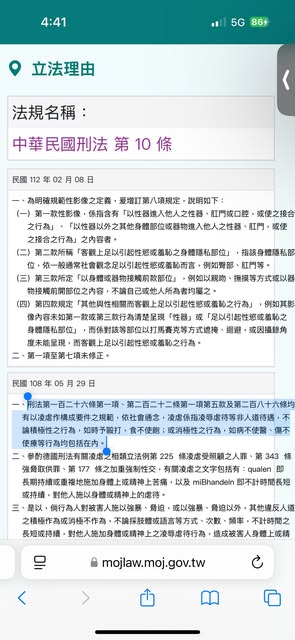 4:41
5G 86+
立法理由
法規名稱：
中華民國刑法 第 10 條
民國 112 年 02 月 08 日
一、為明確規範性影像之定義，爰增訂第八項規定，說明如下：
（一）第一款性影像，係指含有「以性器進入他人之性器、肛門或口腔，或使之接合
之行為」、「以性器以外之其他身體部位或器物進入他人之性器、肛門，或使
之接合之行為」之內容者。
（二）第二款所稱「客觀上足以引起性慾或羞恥之身體隱私部位」，指該身體隱私部
位，依一般通常社會觀念足以引起性慾或羞恥而言，例如臀部、肛門等。
（三）第三款所定「以身體或器物接觸前款部位」，例如以親吻、撫摸等方式或以器
物接觸前開部位之內容，不論自己或他人所為者均屬之。
（四）第四款規定「其他與性相關而客觀上足以引起性慾或羞恥之行為」，例如其影
像內容未如第一款或第三款行為清楚呈現「性器」或「足以引起性慾或羞恥之
身體隱私部位」，而係對該等部位以打馬賽克等方式遮掩、迴避，或因攝錄角
度未能呈現，而客觀上足以引起性慾或羞恥之行為。
二、第一項至第七項未修正。
民國 108 年 05 月 29 日
一、刑法第一百二十六條第一項、第二百二十二條第一項第五款及第二百八十六條均
有以凌虐作構成要件之規範，依社會通念，凌虐係指凌辱虐待等非人道待遇，不
論積極性之行為，如時予毆打，食不使飽；或消極性之行為，如病不使醫、傷不
使療等行為均包括在內。
二、參酌德國刑法有關凌虐之相類立法例第 225 條凌虐受照顧之人罪、第 343 條
強脅取供罪、第 177 條之加重強制性交，有關凌虐之文字包括有：qualen 即
長期持續或重複地施加身體上或精神上苦痛，以及 miBhandeln 即不計時間長短
或持續，對他人施以身體或精神上的虐待。
三、是以，倘行為人對被害人施以強暴、脅迫，或以強暴、脅迫以外，其他違反人道
之積極作為或消極不作為，不論採肢體或語言等方式、次數、頻率，不計時間之
長短或持續，對他人施加身體或精神上之凌辱虐待行為，造成被害人身體上或精
mojlaw.moj.gov.tw